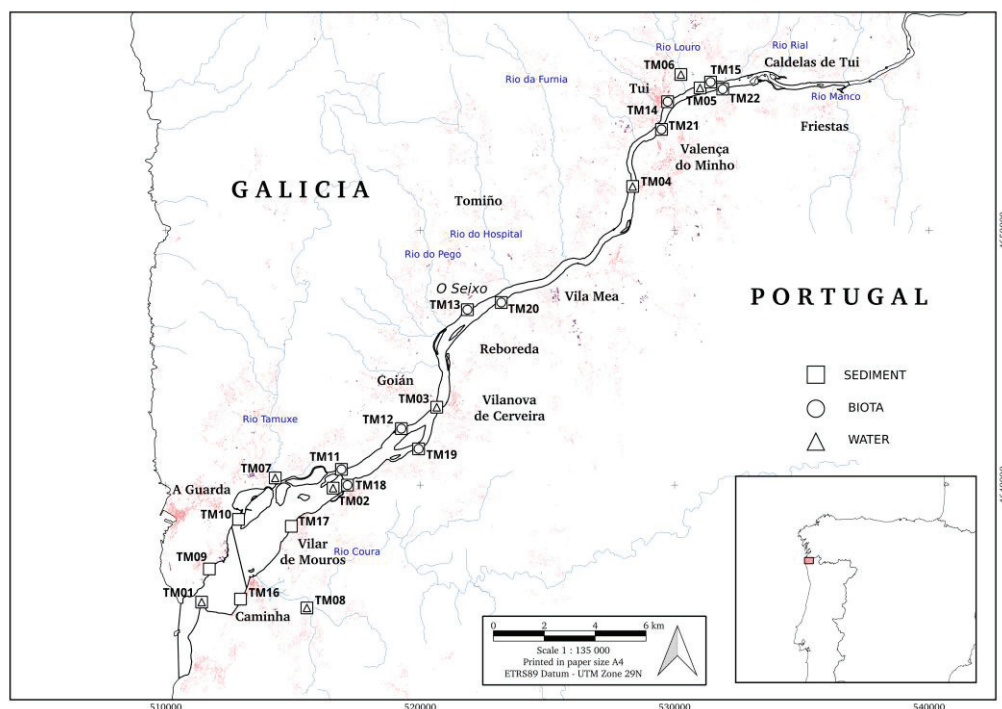 Rio Louro
Rio Rial
TM06
TM15
Caldelas de Tui
Rio da Furnia
Tui
TM05
TM22
Rio Manco
TM14
TM21
Friestas
Valença
do Minho
GALICIA
TM04
Tomiño
Rio do Hospital
Rio do Pego
O Seixo
TM13
TM20
Vila Mea
PORTUGAL
Reboreda
SEDIMENT
Goián
TM03
Vilanova
de Cerveira
BIOTA
Rio Tamuxe
TM12
WATER
TM19
TM11
TM07
TM18
A Guarda
TM02
TM10
TM17
Vilar
de Mouros
Rio Coura
TM09
TM01
TM16
TM08
Caminha
0 2 4 6 km
Scale 1 : 135 000
Printed in paper size A4
ETRS89 Datum - UTM Zone 29N
510000 520000 530000 540000
4650000
4640000